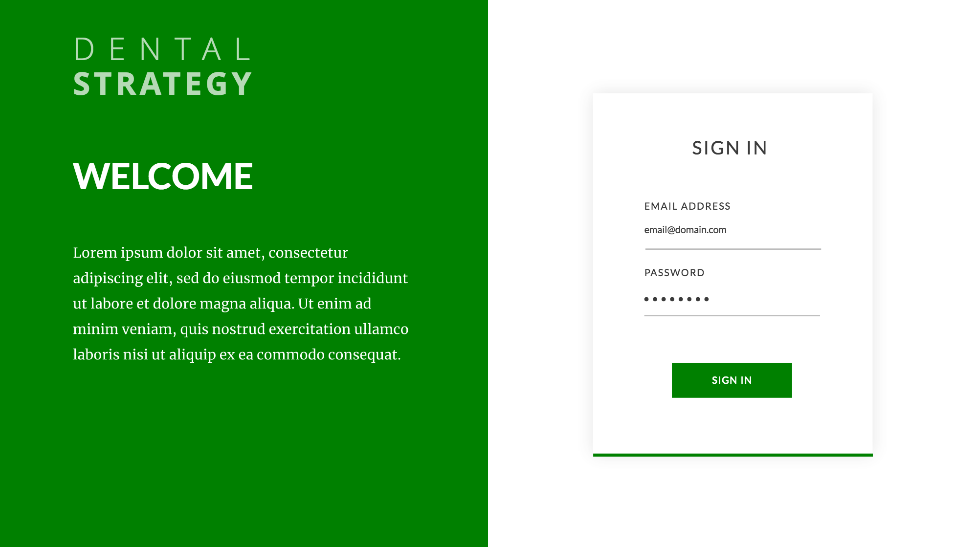 DENTAL
STRATEGY
WELCOME
Lorem ipsum dolor sit amet, consectetur
adipiscing elit, sed do eiusmod tempor incididunt
ut labore et dolore magna aliqua. Ut enim ad
minim veniam, quis nostrud exercitation ullamco
laboris nisi ut aliquip ex ea commodo consequat.
SIGN IN
EMAIL ADDRESS
email@domain.com
PASSWORD
SIGN IN